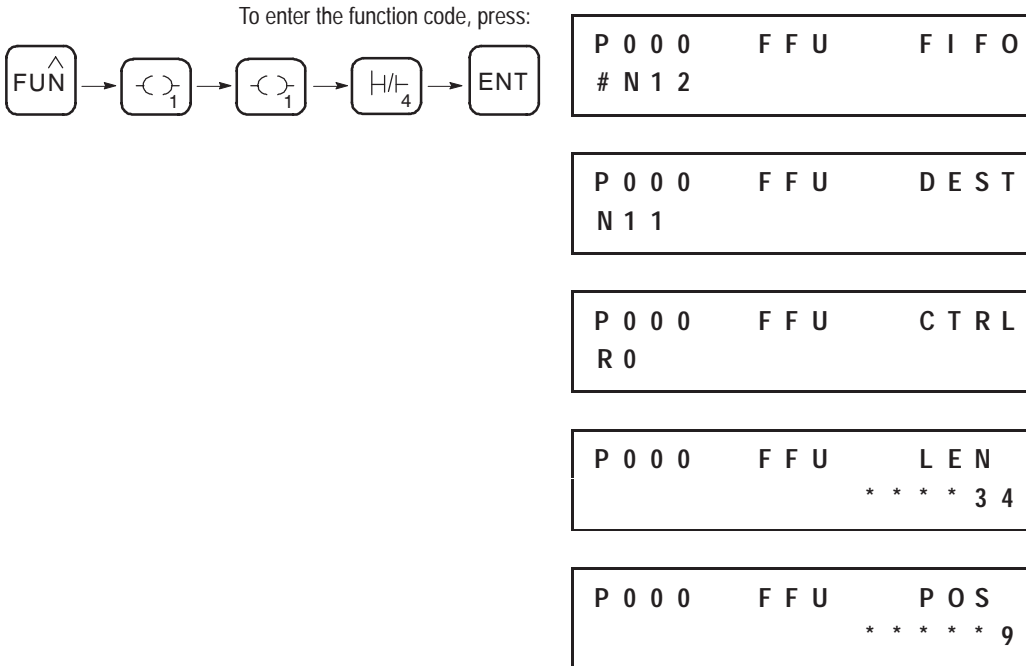 To enter the function code, press:
FUN
1
1
4
ENT
P000 FFU FIFO
#N12
P000 FFU DEST
N11
P000 FFU CTRL
R0
P000 FFU LEN
****34
P000 FFU POS
*****9